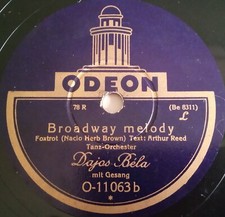 ODEON
78 R
(Be 8311)
L
Broadway melody
Foxtrot (Nacio Herb Brown) Text: Arthur Reed
Tanz-Orchester
Dajos Béla
mit Gesang
O-11063 b
*